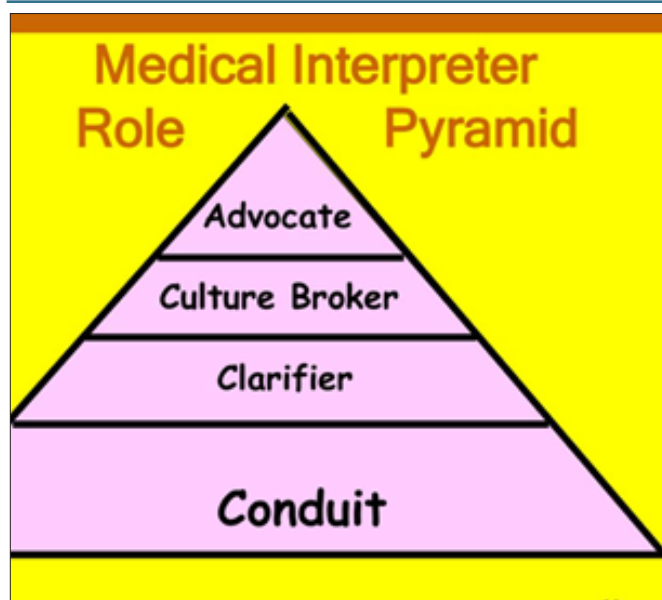 Medical Interpreter
Role Pyramid
Advocate
Culture Broker
Clarifier
Conduit